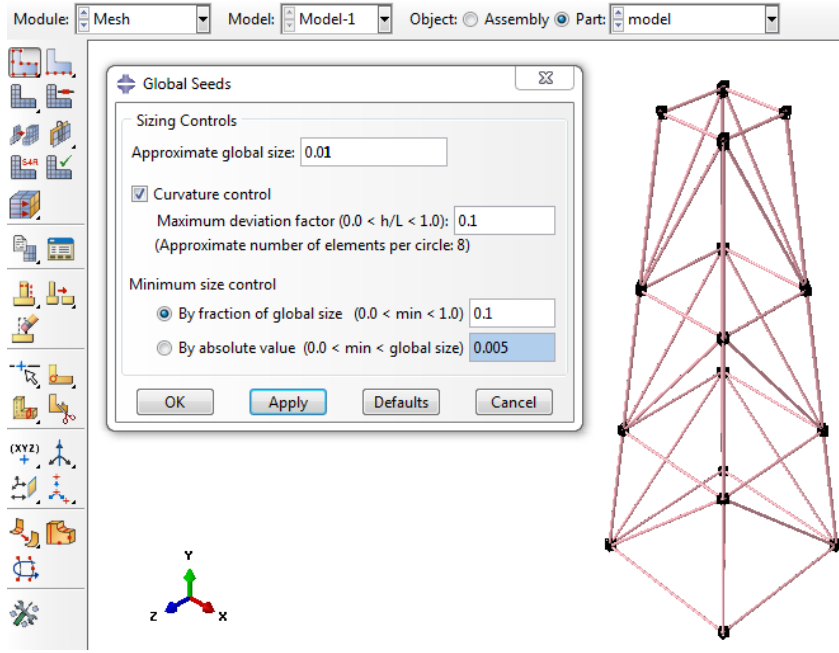 Module: Mesh Model: Model-1 Object: Assembly Part: model
Global Seeds
Sizing Controls
Approximate global size: 0.01
Curvature control
Maximum deviation factor (0.0 < h/L < 1.0): 0.1
(Approximate number of elements per circle: 8)
Minimum size control
By fraction of global size (0.0 < min < 1.0) 0.1
By absolute value (0.0 < min < global size) 0.005
OK Apply Defaults Cancel
S4R
(XYZ)
Y
Z X